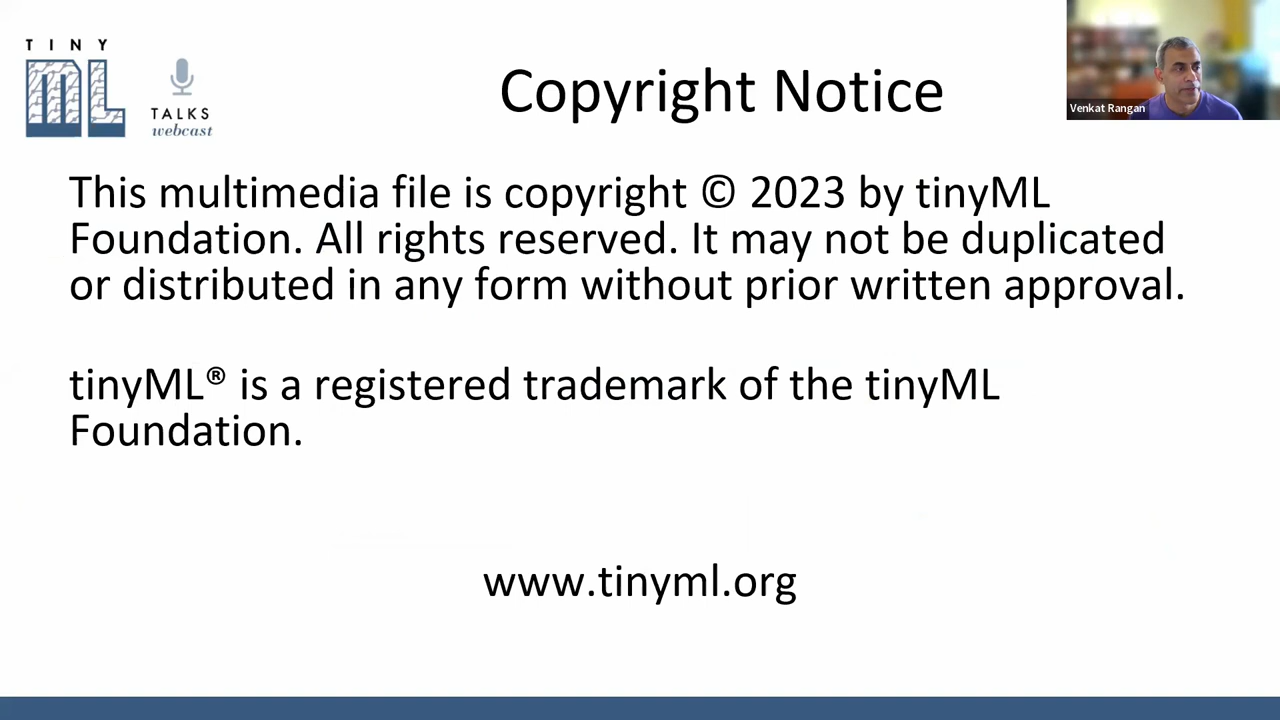 TINY
ML
TALKS
webcast
Copyright Notice
Venkat Rangan
This multimedia file is copyright © 2023 by tinyML
Foundation. All rights reserved. It may not be duplicated
or distributed in any form without prior written approval.
tinyML® is a registered trademark of the tinyML
Foundation.
www.tinyml.org